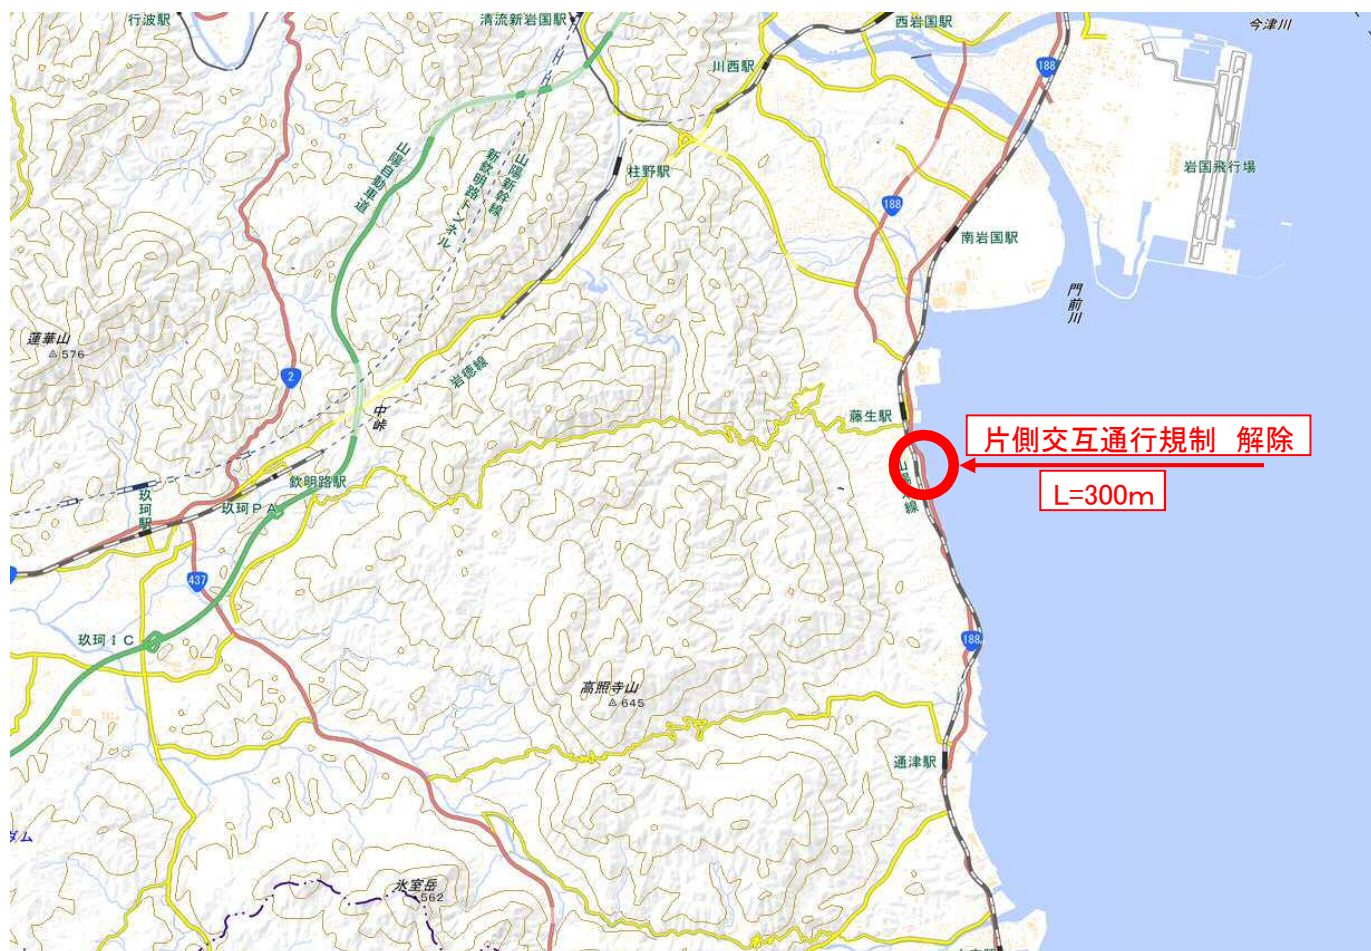 行波駅
清流新岩国駅
西岩国駅
今津川
川西駅
188
岩国飛行場
柱野駅
山陽自動車道
山陽新幹線
新欽明路トンネル
188
南岩国駅
門前川
蓮華山
576
2
岩徳線
中峠
藤生駅
片側交互通行規制 解除
L=300m
欽明路駅
玖珂PA
玖珂駅
437
玖珂IC
188
高照寺山
645
通津駅
ダム
氷室岳
562